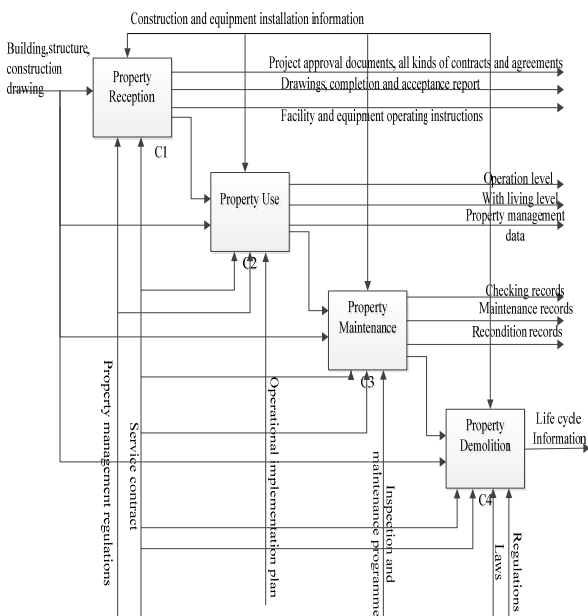 Construction and equipment installation information
Building,structure,
construction
drawing
Property
Reception
C1
Project approval documents, all kinds of contracts and agreements
Drawings, completion and acceptance report
Facility and equipment operating instructions
Property Use
C2
Operation level
With living level
Property management
data
Property
Maintenance
C3
Checking records
Maintenance records
Recondition records
Property
Demolition
C4
Life cycle
Information
Property management regulations
Service contract
Operational implementation plan
Inspection and
maintenance programme
Laws
Regulations